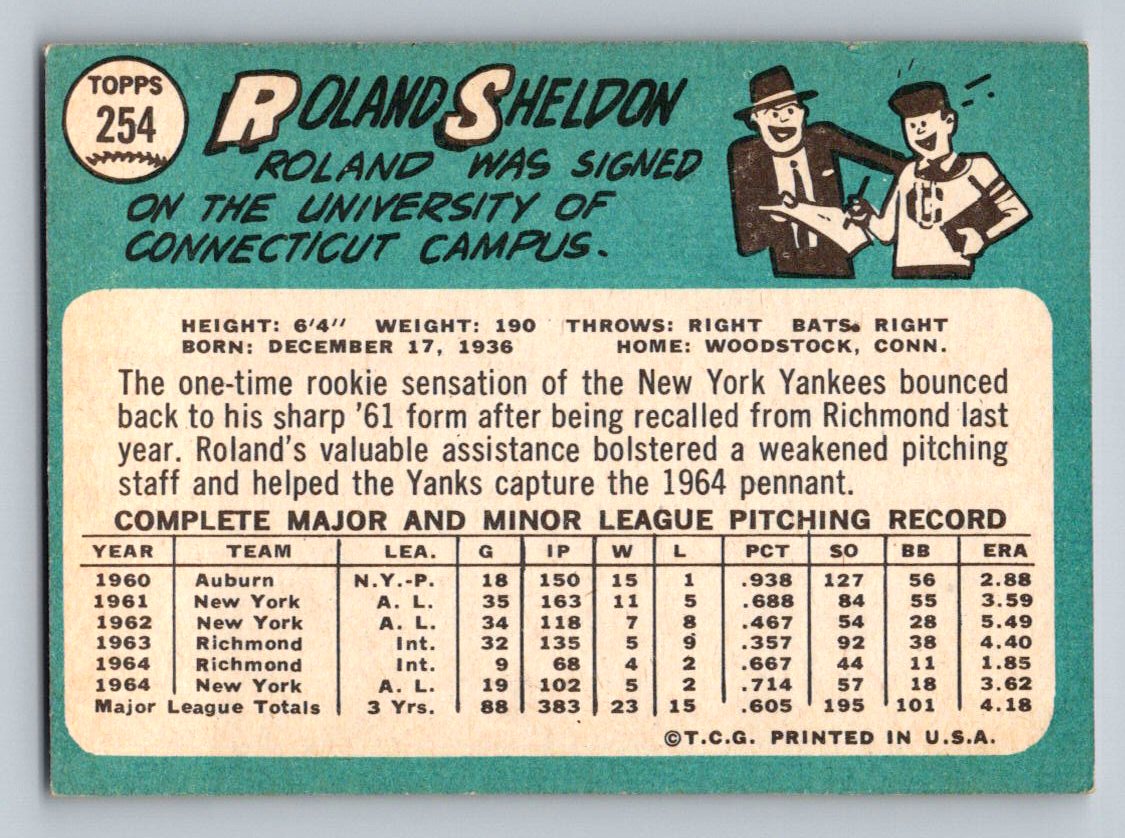 TOPPS
254
ROLAND SHELDON
ROLAND WAS SIGNED
ON THE UNIVERSITY OF
CONNECTICUT CAMPUS.
C
HEIGHT: 6'4" WEIGHT: 190 THROWS: RIGHT BATS: RIGHT
BORN: DECEMBER 17, 1936 HOME: WOODSTOCK, CONN.
The one-time rookie sensation of the New York Yankees bounced
back to his sharp '61 form after being recalled from Richmond last
year. Roland's valuable assistance bolstered a weakened pitching
staff and helped the Yanks capture the 1964 pennant.
COMPLETE MAJOR AND MINOR LEAGUE PITCHING RECORD
YEAR TEAM LEA. G IP W L PCT SO BB ERA
1960 Auburn N.Y.-P. 18 150 15 1 .938 127 56 2.88
1961 New York A. L. 35 163 11 5 .688 84 55 3.59
1962 New York A. L. 34 118 7 8 .467 54 28 5.49
1963 Richmond Int. 32 135 5 9 .357 92 38 4.40
1964 Richmond Int. 9 68 4 2 .667 44 11 1.85
1964 New York A. L. 19 102 5 2 .714 57 18 3.62
Major League Totals 3 Yrs. 88 383 23 15 .605 195 101 4.18
©T.C.G. PRINTED IN U.S.A.